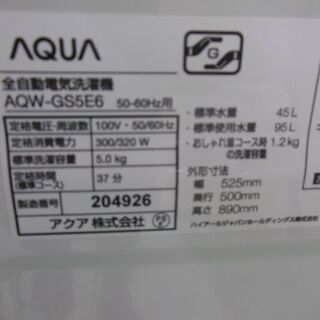 AQUA
全自動電気洗濯機
AQW-GS5E6 50-60Hz用
定格電圧・周波数 100V・50/60Hz
定格消費電力 300/320 W
標準洗濯容量 5.0 kg
定格時間
(標準コース) 37 分
製造番号 204926
アクア株式会社
G
・標準水量 45L
・標準使用水量 95L
・おしゃれ着コース時 1.2kg
の洗濯容量
外形寸法
幅 525mm
奥行 500mm
高さ 890mm
ハイアールジャパンホールディングス株式会社